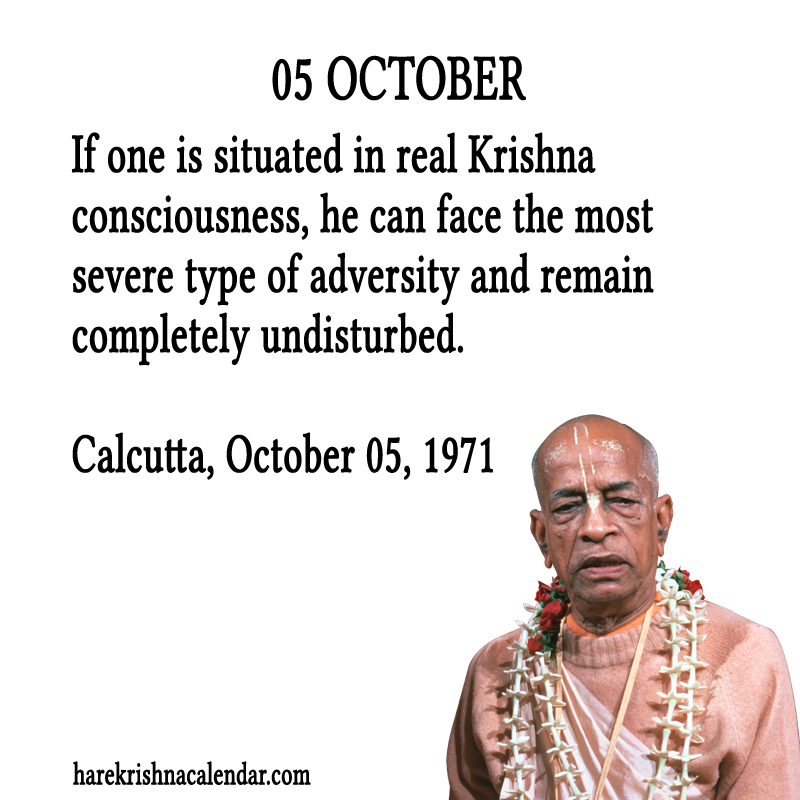 05 OCTOBER
If one is situated in real Krishna
consciousness, he can face the most
severe type of adversity and remain
completely undisturbed.
Calcutta, October 05, 1971
harekrishnacalendar.com